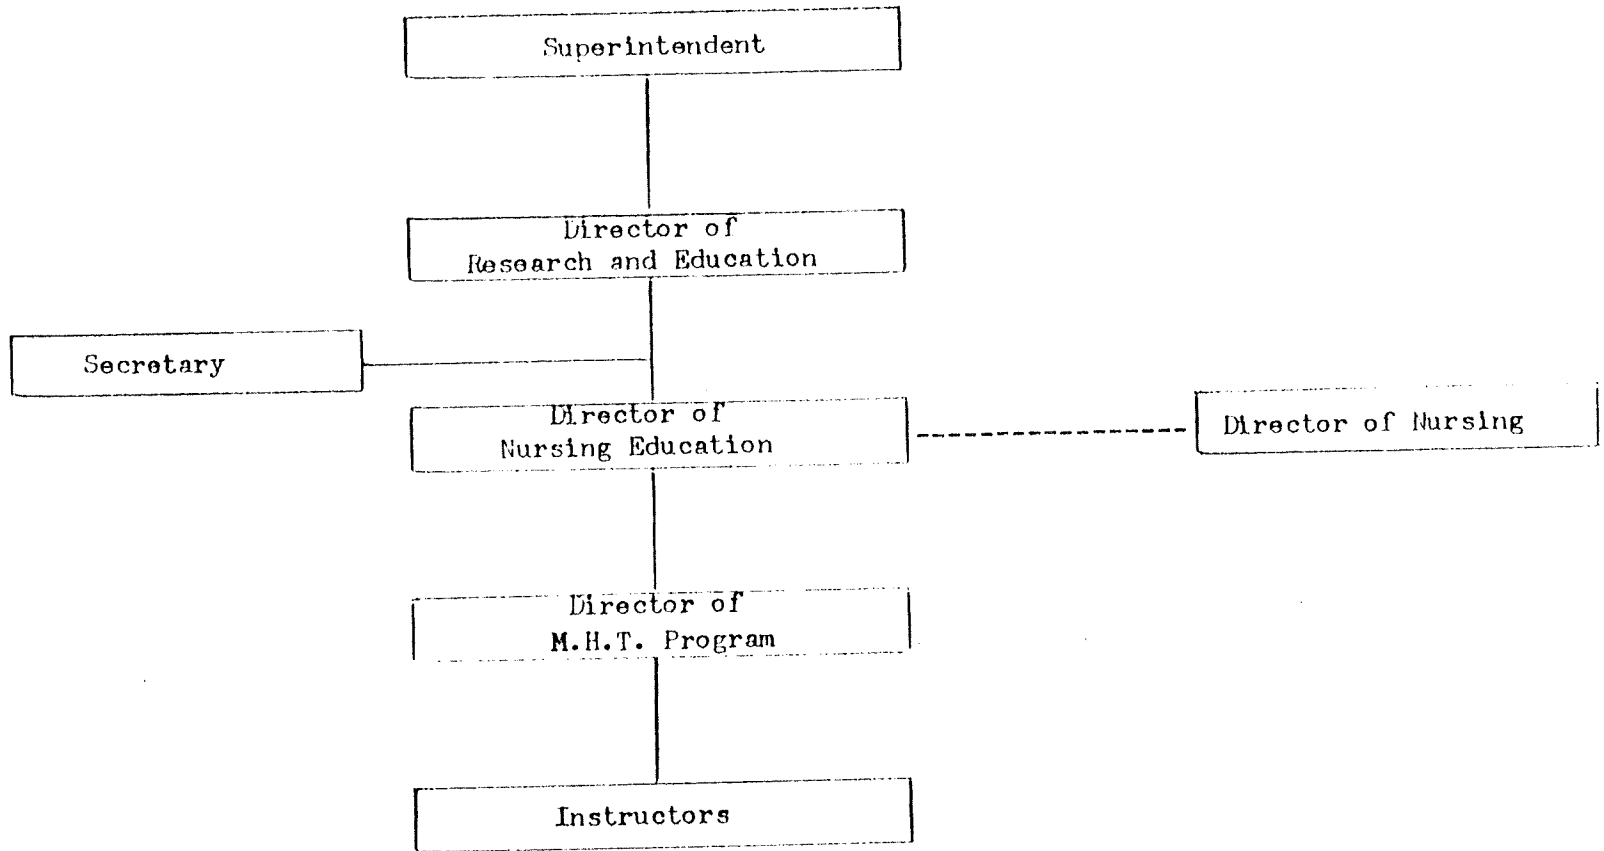 Superintendent
Director of
Research and Education
Secretary
Director of
Nursing Education
Director of Nursing
Director of
M.H.T. Program
Instructors